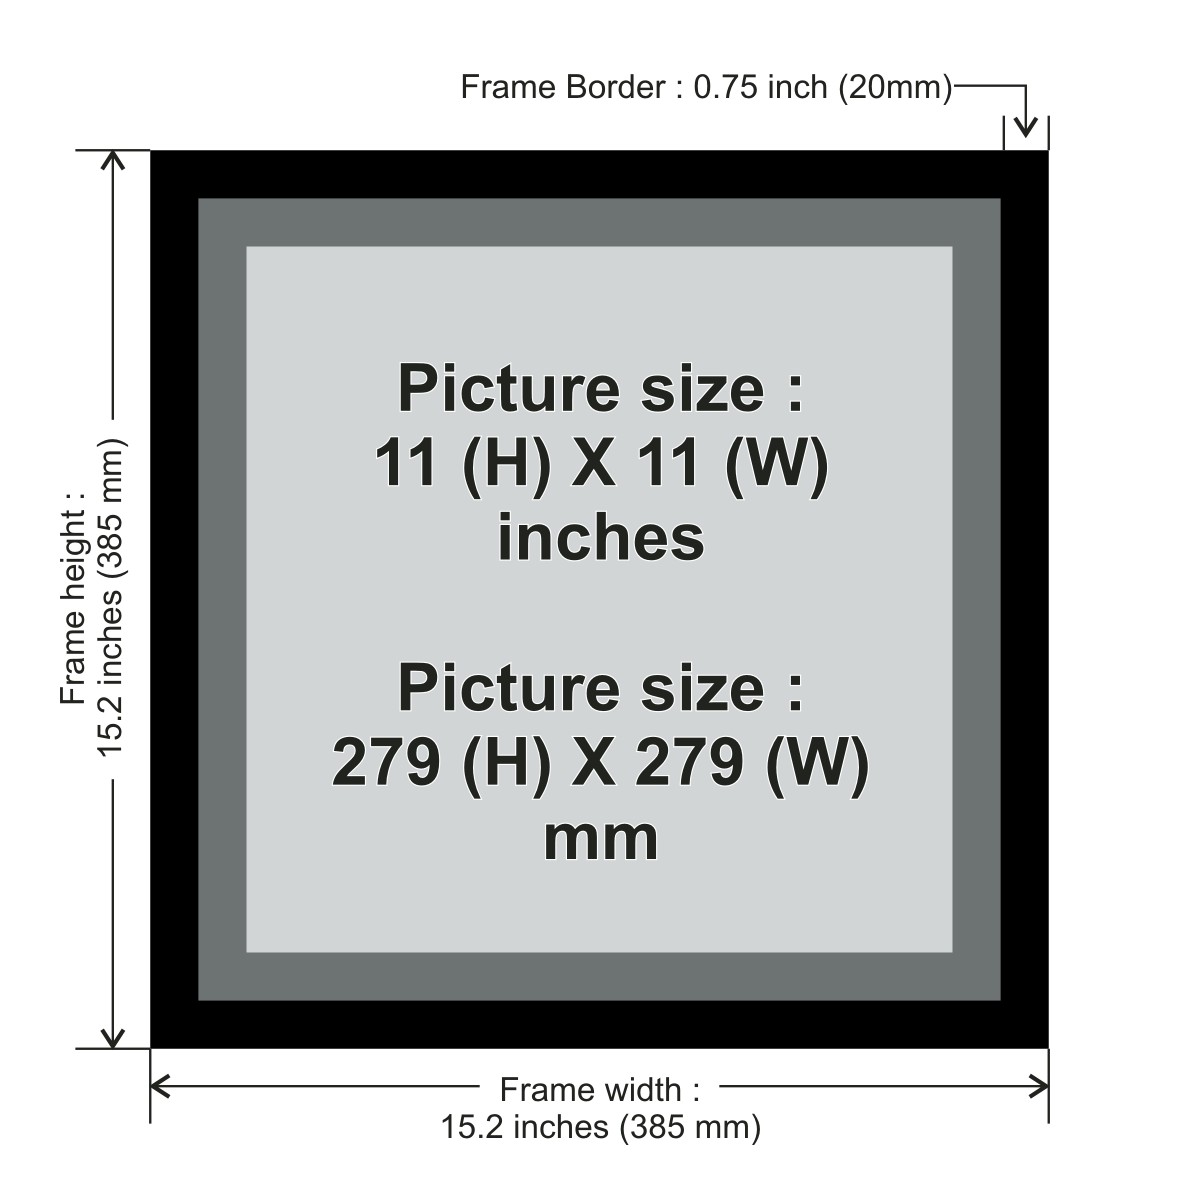 Frame Border : 0.75 inch (20mm)
Frame height :
15.2 inches (385 mm)
Picture size :
11 (H) X 11 (W)
inches
Picture size :
279 (H) X 279 (W)
mm
Frame width :
15.2 inches (385 mm)